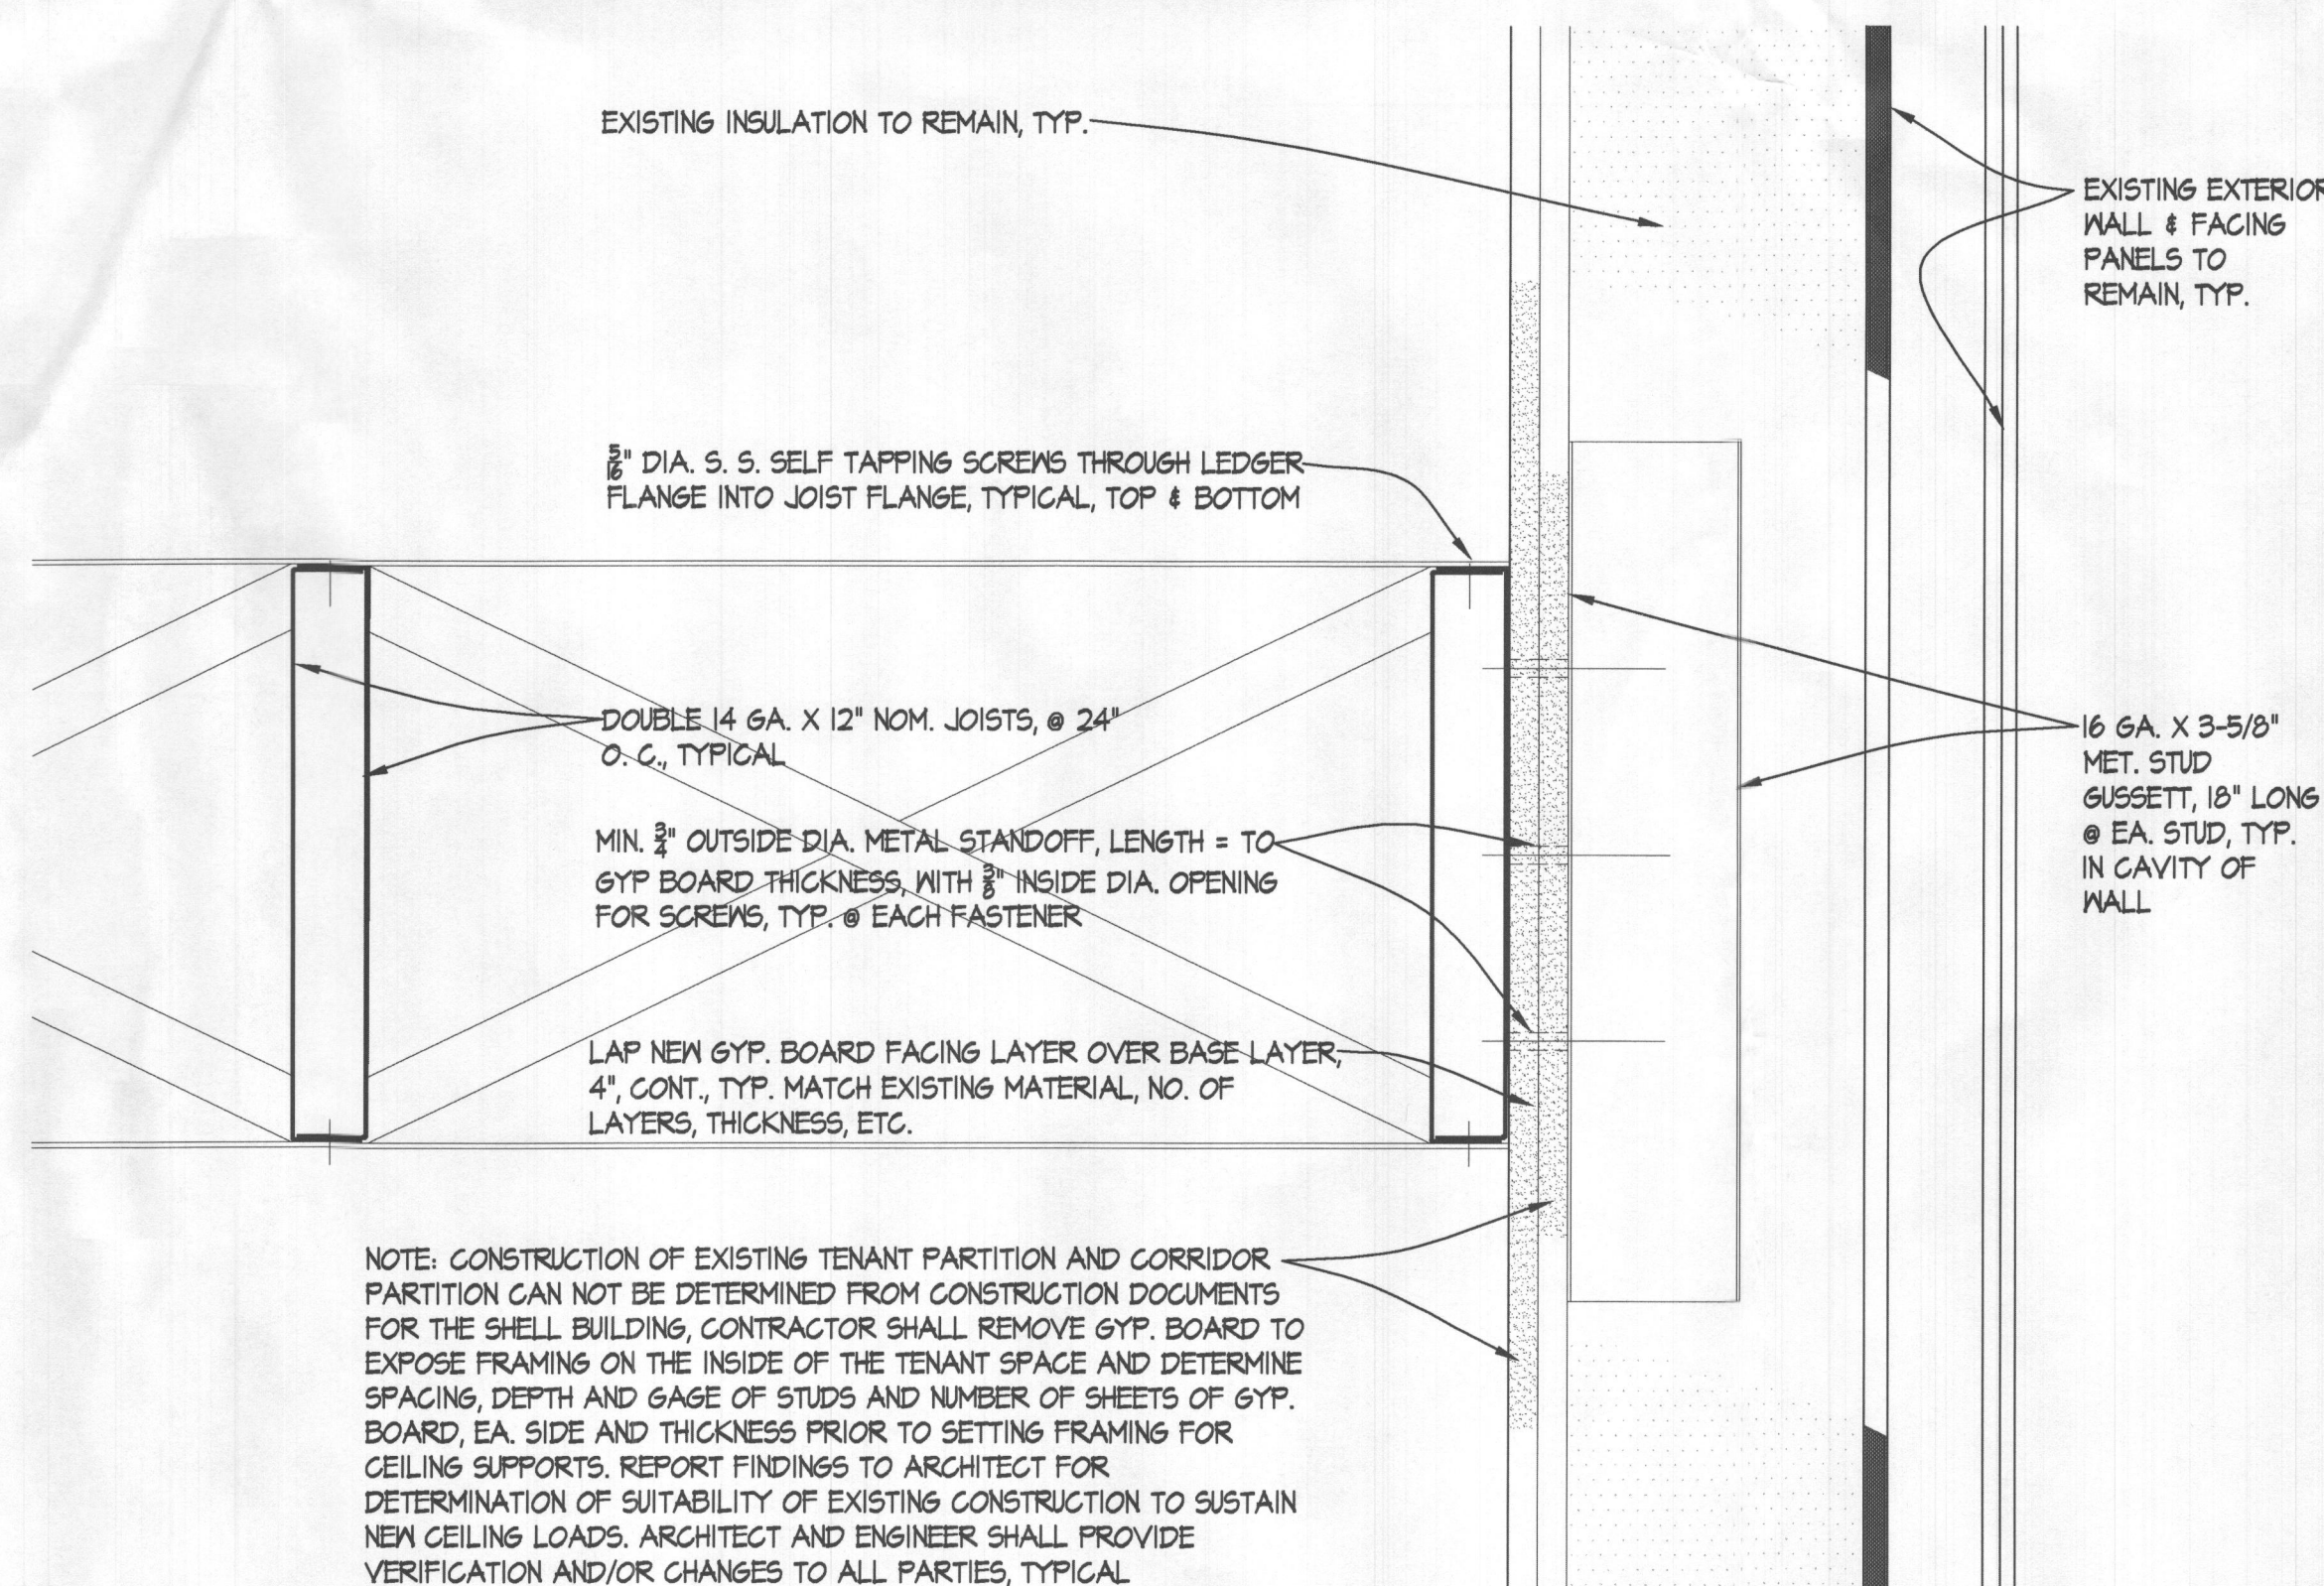 EXISTING INSULATION TO REMAIN, TYP.
EXISTING EXTERIOR
WALL & FACING
PANELS TO
REMAIN, TYP.
5/16" DIA. S. S. SELF TAPPING SCREWS THROUGH LEDGER
FLANGE INTO JOIST FLANGE, TYPICAL, TOP & BOTTOM
DOUBLE 14 GA. X 12" NOM. JOISTS, @ 24"
O. C., TYPICAL
16 GA. X 3-5/8"
MET. STUD
GUSSETT, 18" LONG
@ EA. STUD, TYP.
IN CAVITY OF
WALL
MIN. 3/4" OUTSIDE DIA. METAL STANDOFF, LENGTH = TO
GYP BOARD THICKNESS, WITH 3/8" INSIDE DIA. OPENING
FOR SCREWS, TYP. @ EACH FASTENER
LAP NEW GYP. BOARD FACING LAYER OVER BASE LAYER,
4", CONT., TYP. MATCH EXISTING MATERIAL, NO. OF
LAYERS, THICKNESS, ETC.
NOTE: CONSTRUCTION OF EXISTING TENANT PARTITION AND CORRIDOR
PARTITION CAN NOT BE DETERMINED FROM CONSTRUCTION DOCUMENTS
FOR THE SHELL BUILDING, CONTRACTOR SHALL REMOVE GYP. BOARD TO
EXPOSE FRAMING ON THE INSIDE OF THE TENANT SPACE AND DETERMINE
SPACING, DEPTH AND GAGE OF STUDS AND NUMBER OF SHEETS OF GYP.
BOARD, EA. SIDE AND THICKNESS PRIOR TO SETTING FRAMING FOR
CEILING SUPPORTS. REPORT FINDINGS TO ARCHITECT FOR
DETERMINATION OF SUITABILITY OF EXISTING CONSTRUCTION TO SUSTAIN
NEW CEILING LOADS. ARCHITECT AND ENGINEER SHALL PROVIDE
VERIFICATION AND/OR CHANGES TO ALL PARTIES, TYPICAL